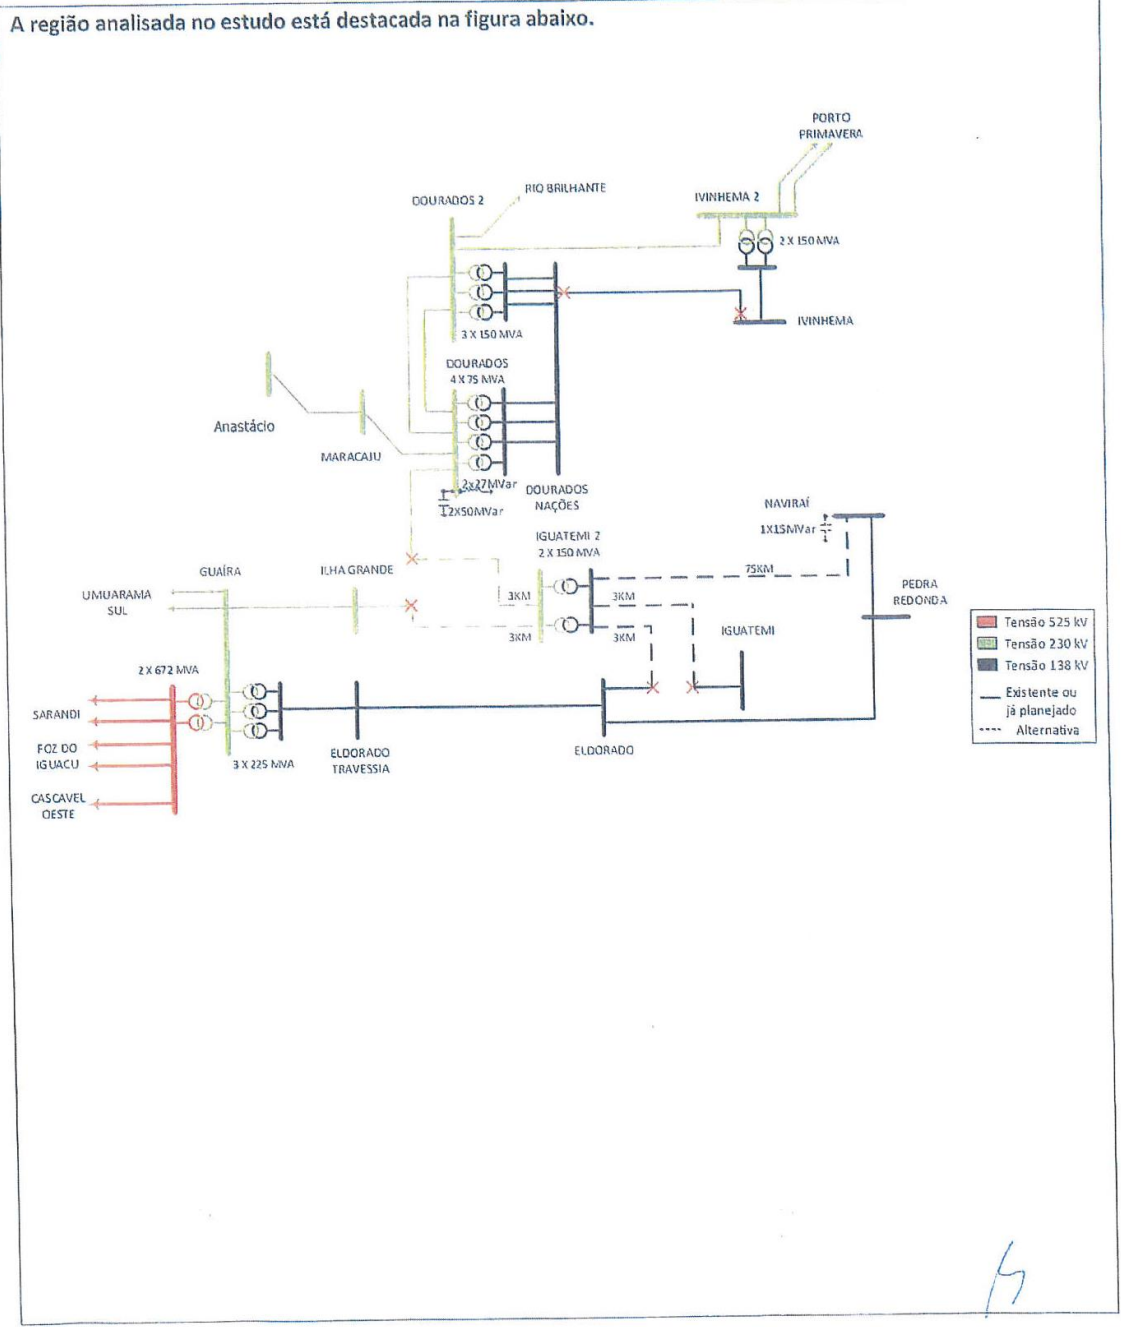 A região analisada no estudo está destacada na figura abaixo.
PORTO
PRIMAVERA
DOURADOS 2
RIO BRILHANTE
IVINHEMA 2
2 X 150 MVA
3 X 150 MVA
IVINHEMA
DOURADOS
4 X 75 MVA
Anastácio
MARACAJU
2x27MVar
2X50MVar
DOURADOS
NAÇÕES
NAVIRAÍ
1X15MVar
IGUATEMI 2
2 X 150 MVA
GUAÍRA
ILHA GRANDE
75KM
UMUARAMA
SUL
3KM
3KM
PEDRA
REDONDA
3KM
3KM
IGUATEMI
Tensão 525 kV
Tensão 230 kV
Tensão 138 kV
Existente ou
já planejado
Alternativa
2 X 672 MVA
SARANDI
FOZ DO
IGUACU
CASCAVEL
OESTE
3 X 225 MVA
ELDORADO
TRAVESSIA
ELDORADO